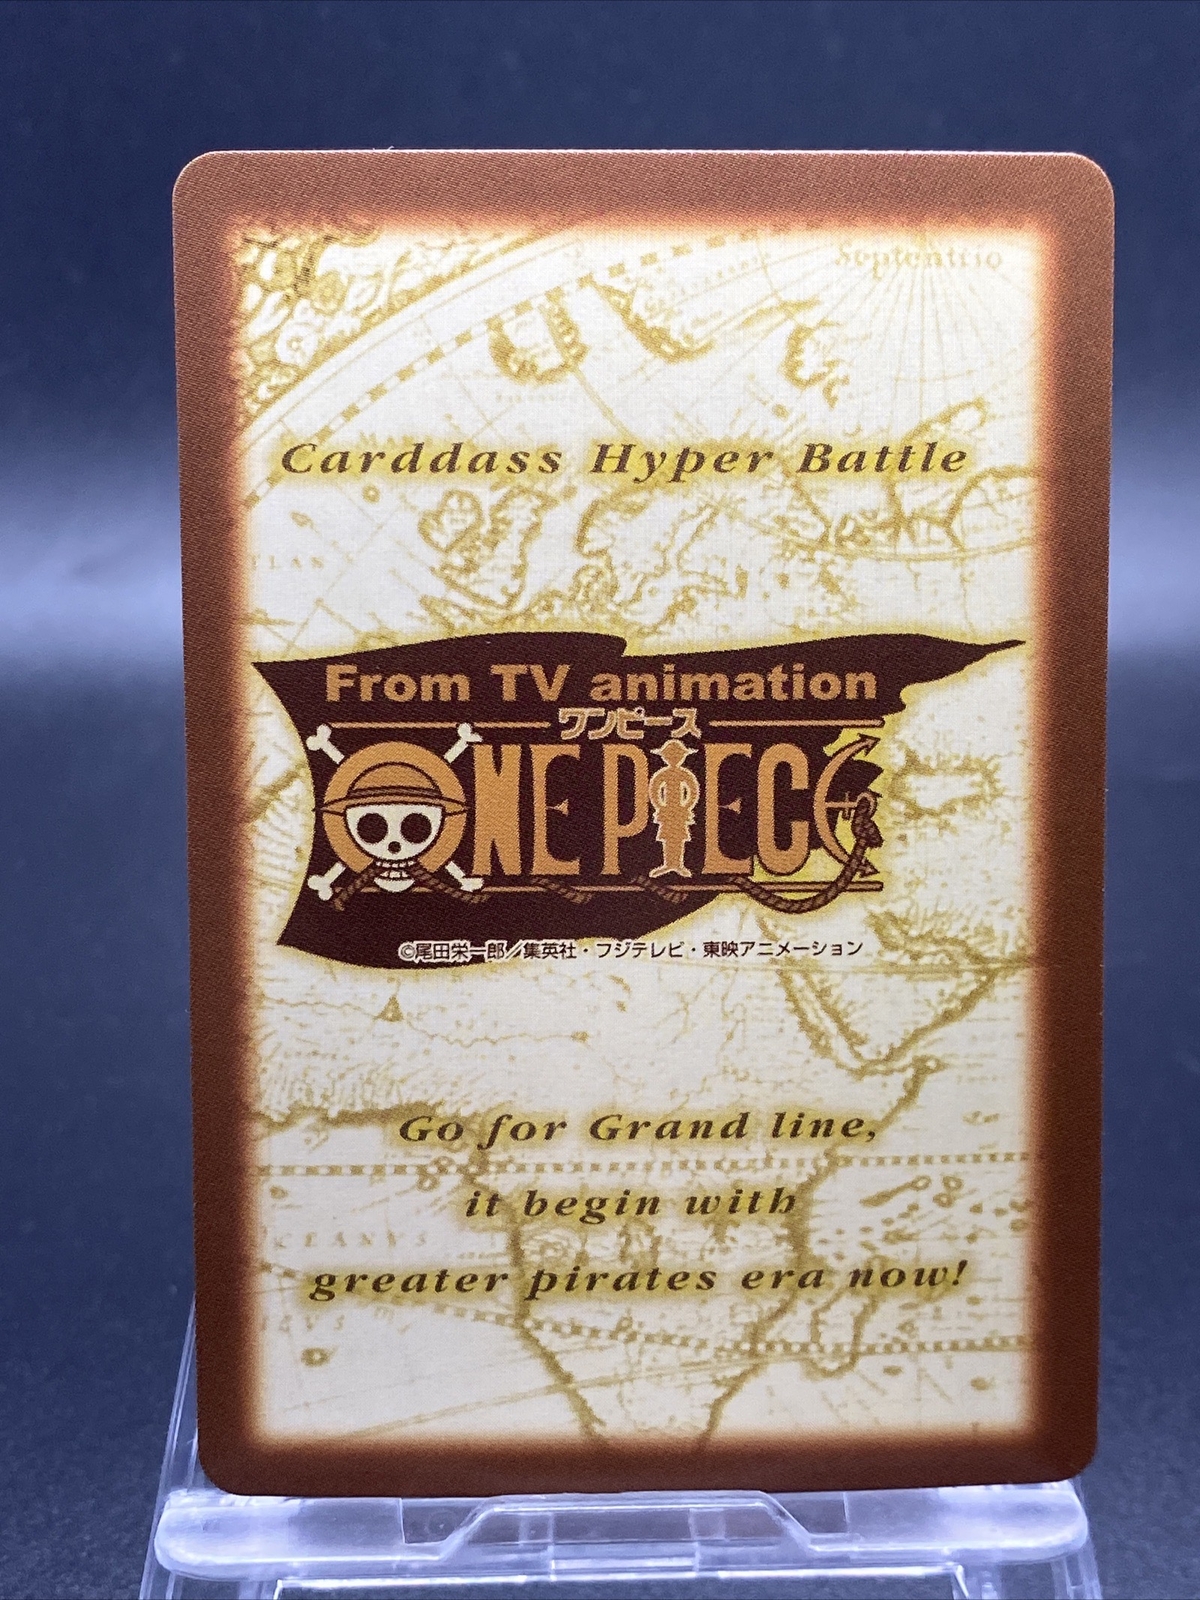 Septentrio
Carddass Hyper Battle
From TV animation
ワンピース
ONE PIECE
©尾田栄一郎／集英社・フジテレビ・東映アニメーション
Go for Grand line,
it begin with
greater pirates era now!